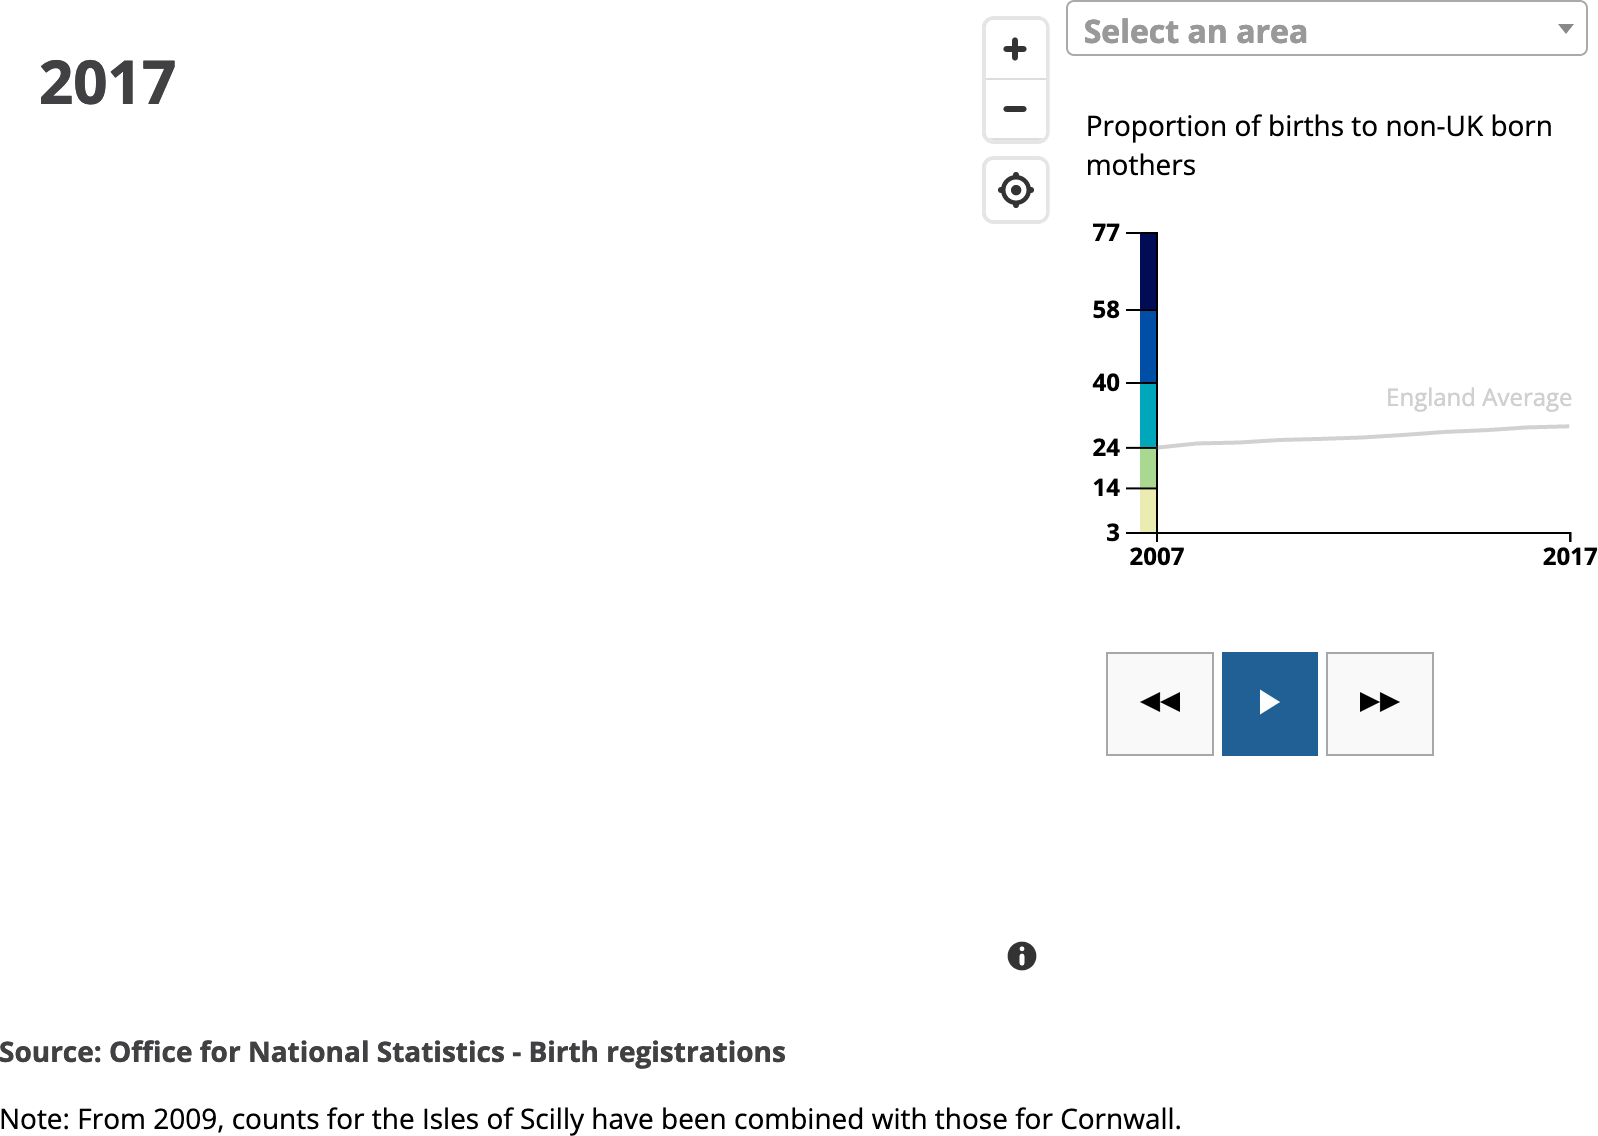 2017
Select an area
Proportion of births to non-UK born
mothers
77
58
40
England Average
24
14
3
2007
2017
Source: Office for National Statistics - Birth registrations
Note: From 2009, counts for the Isles of Scilly have been combined with those for Cornwall.